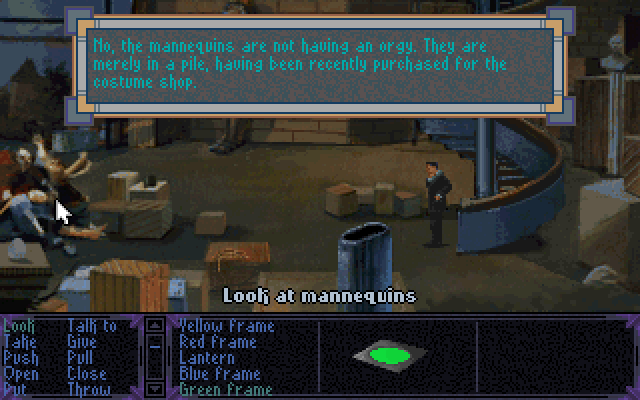 No, the mannequins are not having an orgy. They are
merely in a pile, having been recently purchased for the
costume shop.
Look at mannequins
Look Talk to Yellow frame
Take Give Red frame
Push Pull Lantern
Open Close Blue frame
Put Throw Green frame